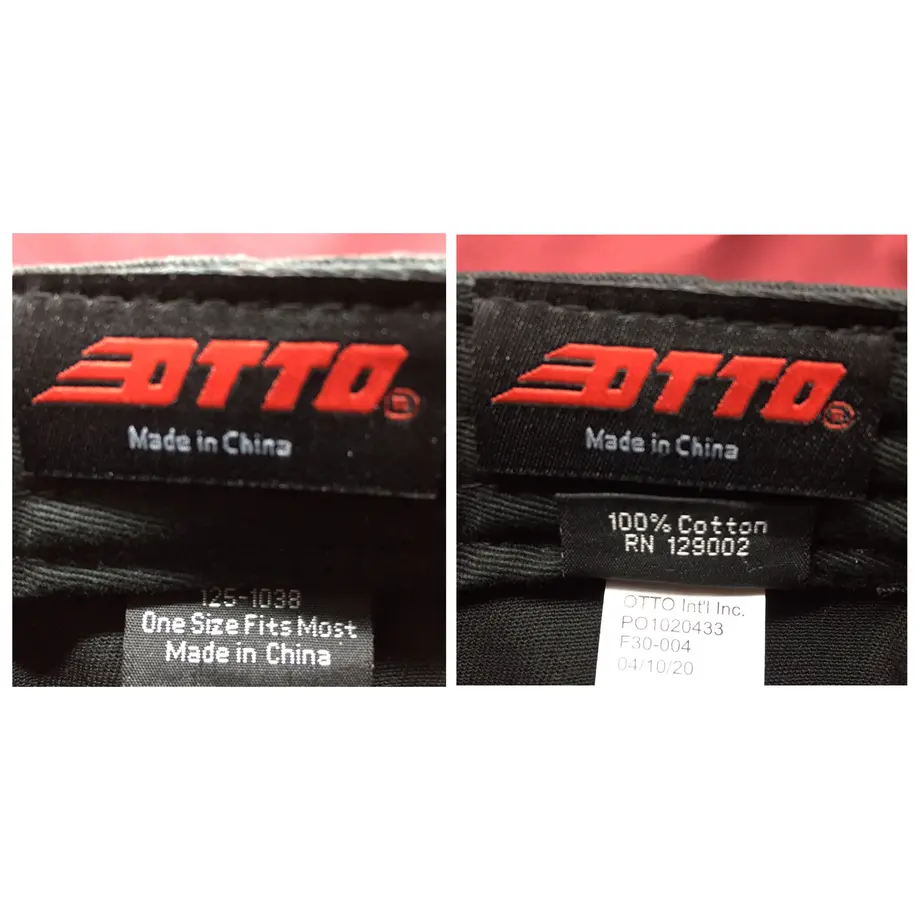 OTTO®
Made in China
125-1038
One Size Fits Most
Made in China
OTTO®
Made in China
100% Cotton
RN 129002
OTTO Int'l Inc.
PO1020433
F30-004
04/10/20